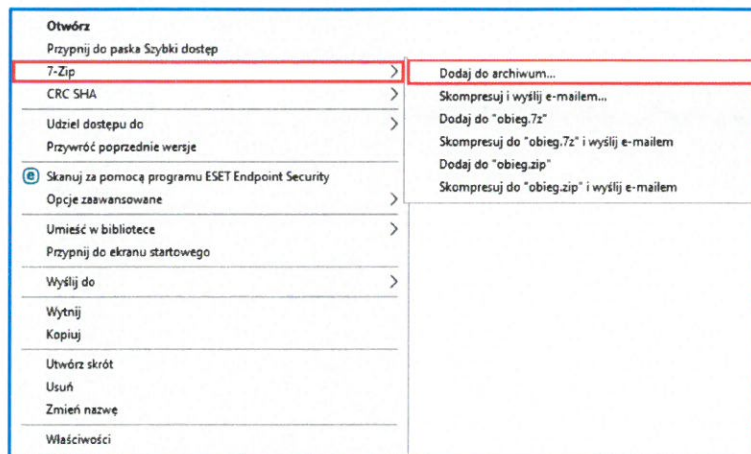 Otwórz
Przypnij do paska Szybki dostęp
7-Zip
CRC SHA
Udziel dostępu do
Przywróć poprzednie wersje
Skanuj za pomocą programu ESET Endpoint Security
Opcje zaawansowane
Umieść w bibliotece
Przypnij do ekranu startowego
Wyślij do
Wytnij
Kopiuj
Utwórz skrót
Usuń
Zmień nazwę
Właściwości
Dodaj do archiwum...
Skompresuj i wyślij e-mailem...
Dodaj do "obieg.7z"
Skompresuj do "obieg.7z" i wyślij e-mailem
Dodaj do "obieg.zip"
Skompresuj do "obieg.zip" i wyślij e-mailem